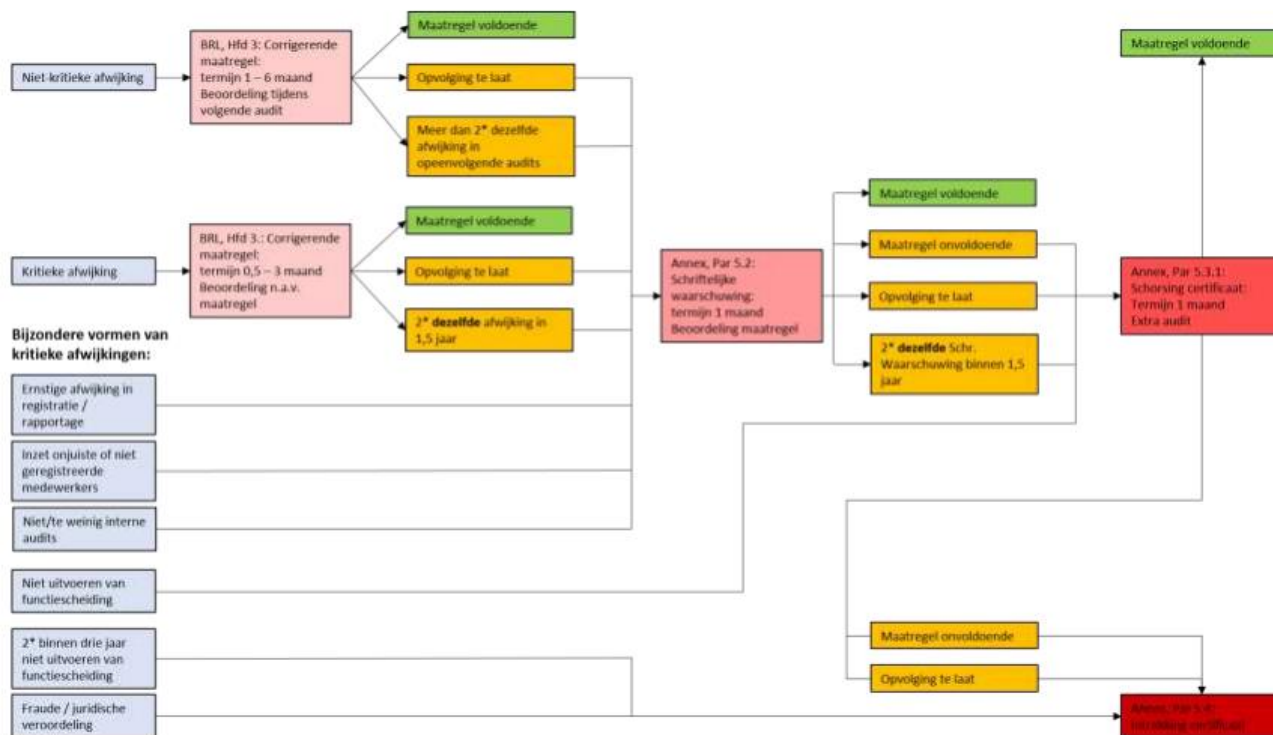 Niet-kritieke afwijking
BRL, Hfd 3: Corrigerende
maatregel:
termijn 1 – 6 maand
Beoordeling tijdens
volgende audit
Maatregel voldoende
Opvolging te laat
Meer dan 2* dezelfde
afwijking in
opeenvolgende audits
Maatregel voldoende
Kritieke afwijking
BRL, Hfd 3.: Corrigerende
maatregel:
termijn 0,5 – 3 maand
Beoordeling n.a.v.
maatregel
Maatregel voldoende
Opvolging te laat
2* dezelfde afwijking in
1,5 jaar
Annex, Par 5.2:
Schriftelijke
waarschuwing:
termijn 1 maand
Beoordeling maatregel
Maatregel voldoende
Maatregel onvoldoende
Opvolging te laat
2* dezelfde Schr.
Waarschuwing binnen 1,5
jaar
Annex, Par 5.3.1:
Schorsing certificaat:
Termijn 1 maand
Extra audit
Bijzondere vormen van
kritieke afwijkingen:
Ernstige afwijking in
registratie /
rapportage
Inzet onjuiste of niet
geregistreerde
medewerkers
Niet/te weinig interne
audits
Niet uitvoeren van
functiescheiding
2* binnen drie jaar
niet uitvoeren van
functiescheiding
Fraude / juridische
veroordeling
Maatregel onvoldoende
Opvolging te laat
Annex, Par 5.4:
Intrekking certificaat